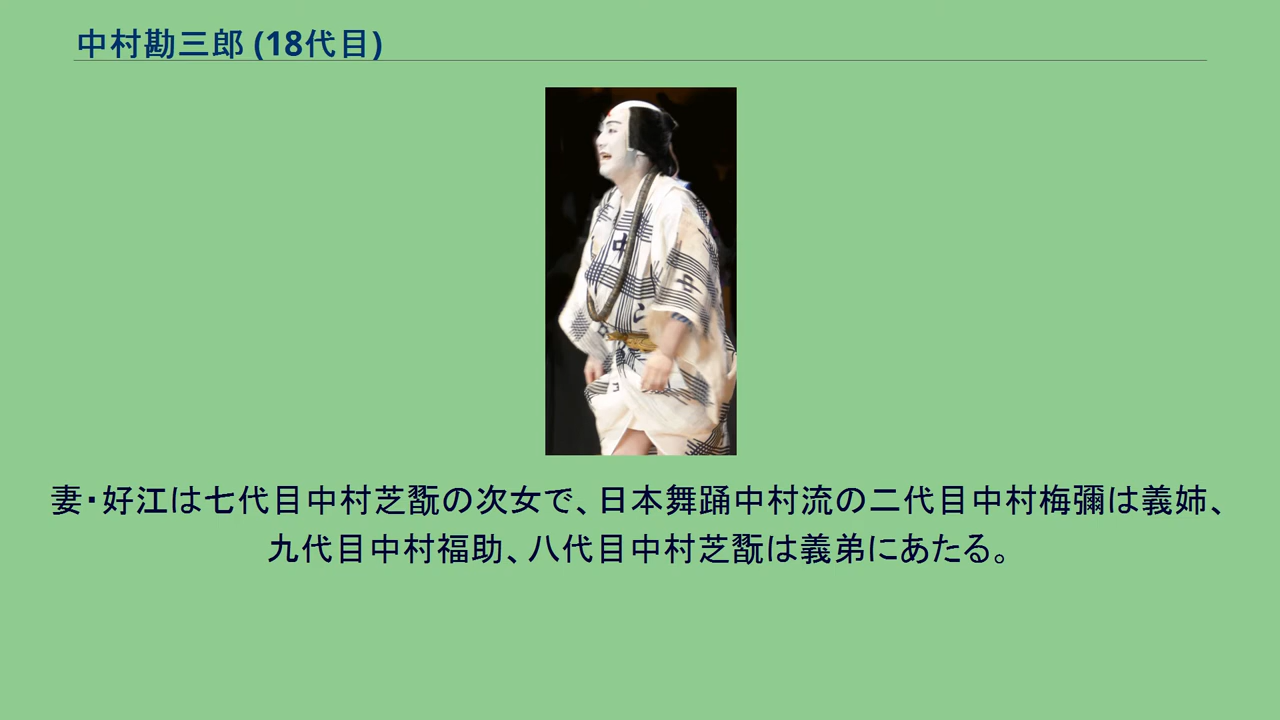 中村勘三郎 (18代目)
中
妻・好江は七代目中村芝翫の次女で、日本舞踊中村流の二代目中村梅彌は義姉、
九代目中村福助、八代目中村芝翫は義弟にあたる。